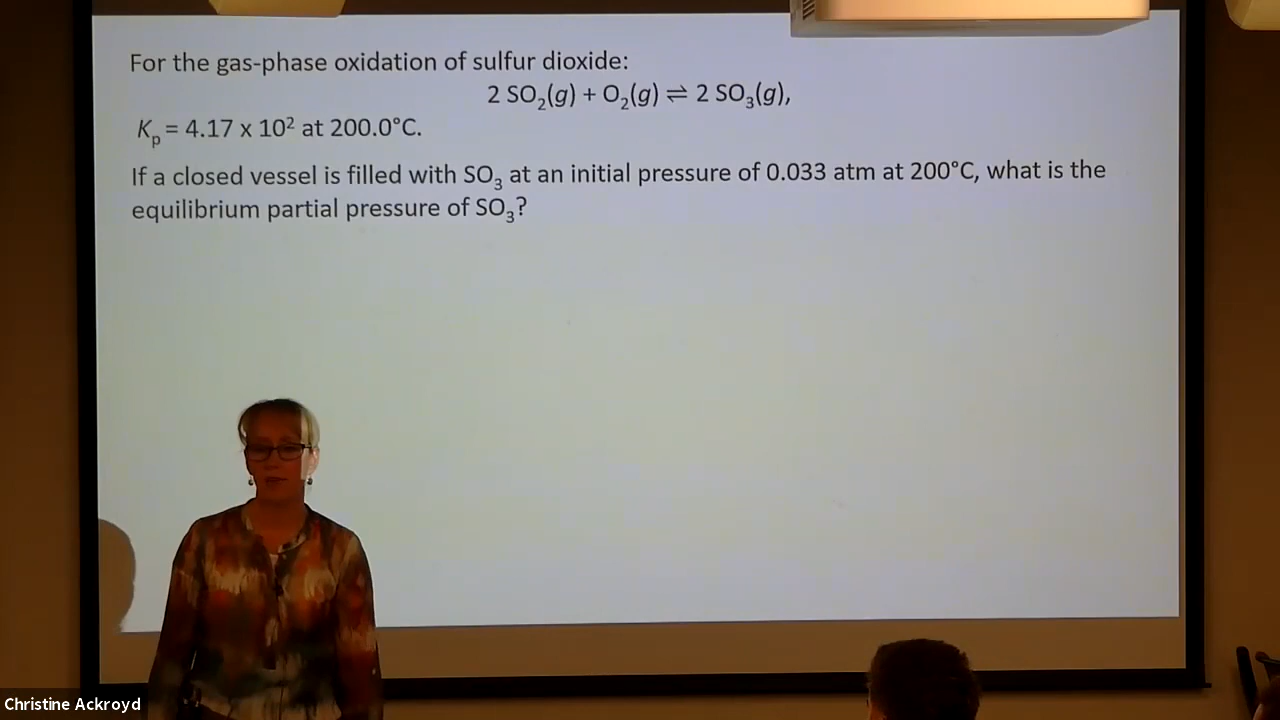 For the gas-phase oxidation of sulfur dioxide:
2 SO₂(g) + O₂(g) ⇌ 2 SO₃(g),
Kₚ = 4.17 x 10² at 200.0°C.
If a closed vessel is filled with SO₃ at an initial pressure of 0.033 atm at 200°C, what is the
equilibrium partial pressure of SO₃?
Christine Ackroyd